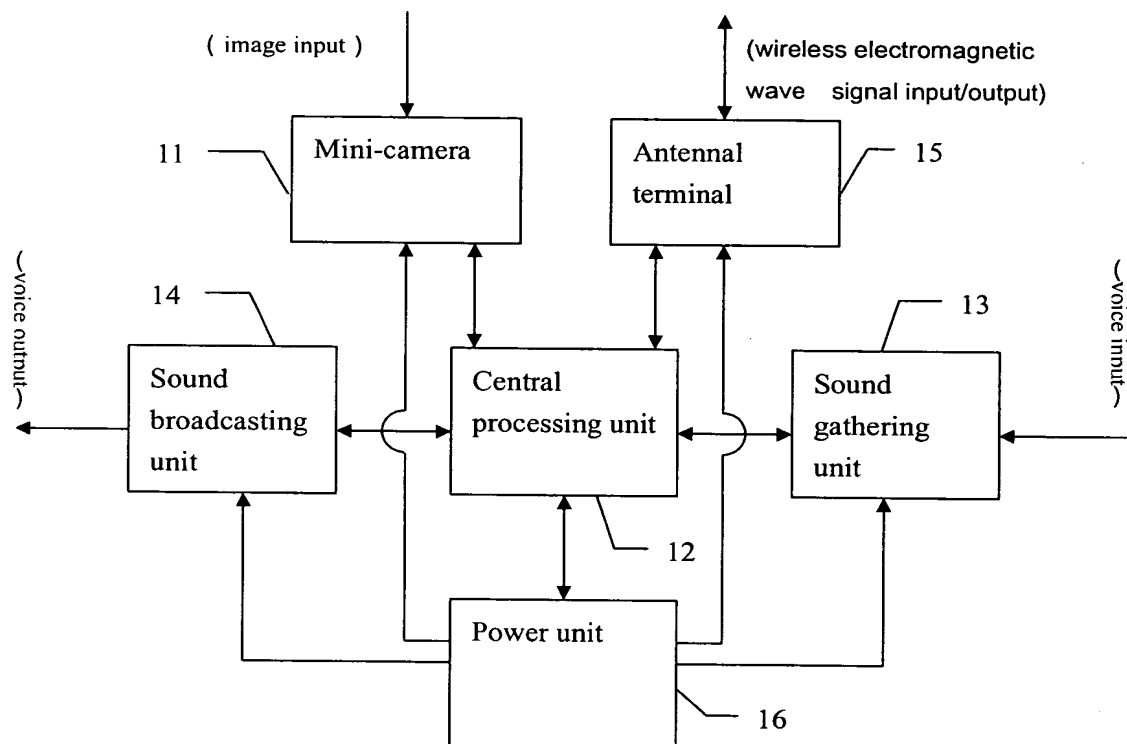 ( image input )
(wireless electromagnetic
wave signal input/output)
11
Mini-camera
Antennal
terminal
15
(voice output)
14
13
(voice input)
Sound
broadcasting
unit
Central
processing unit
Sound
gathering
unit
12
Power unit
16